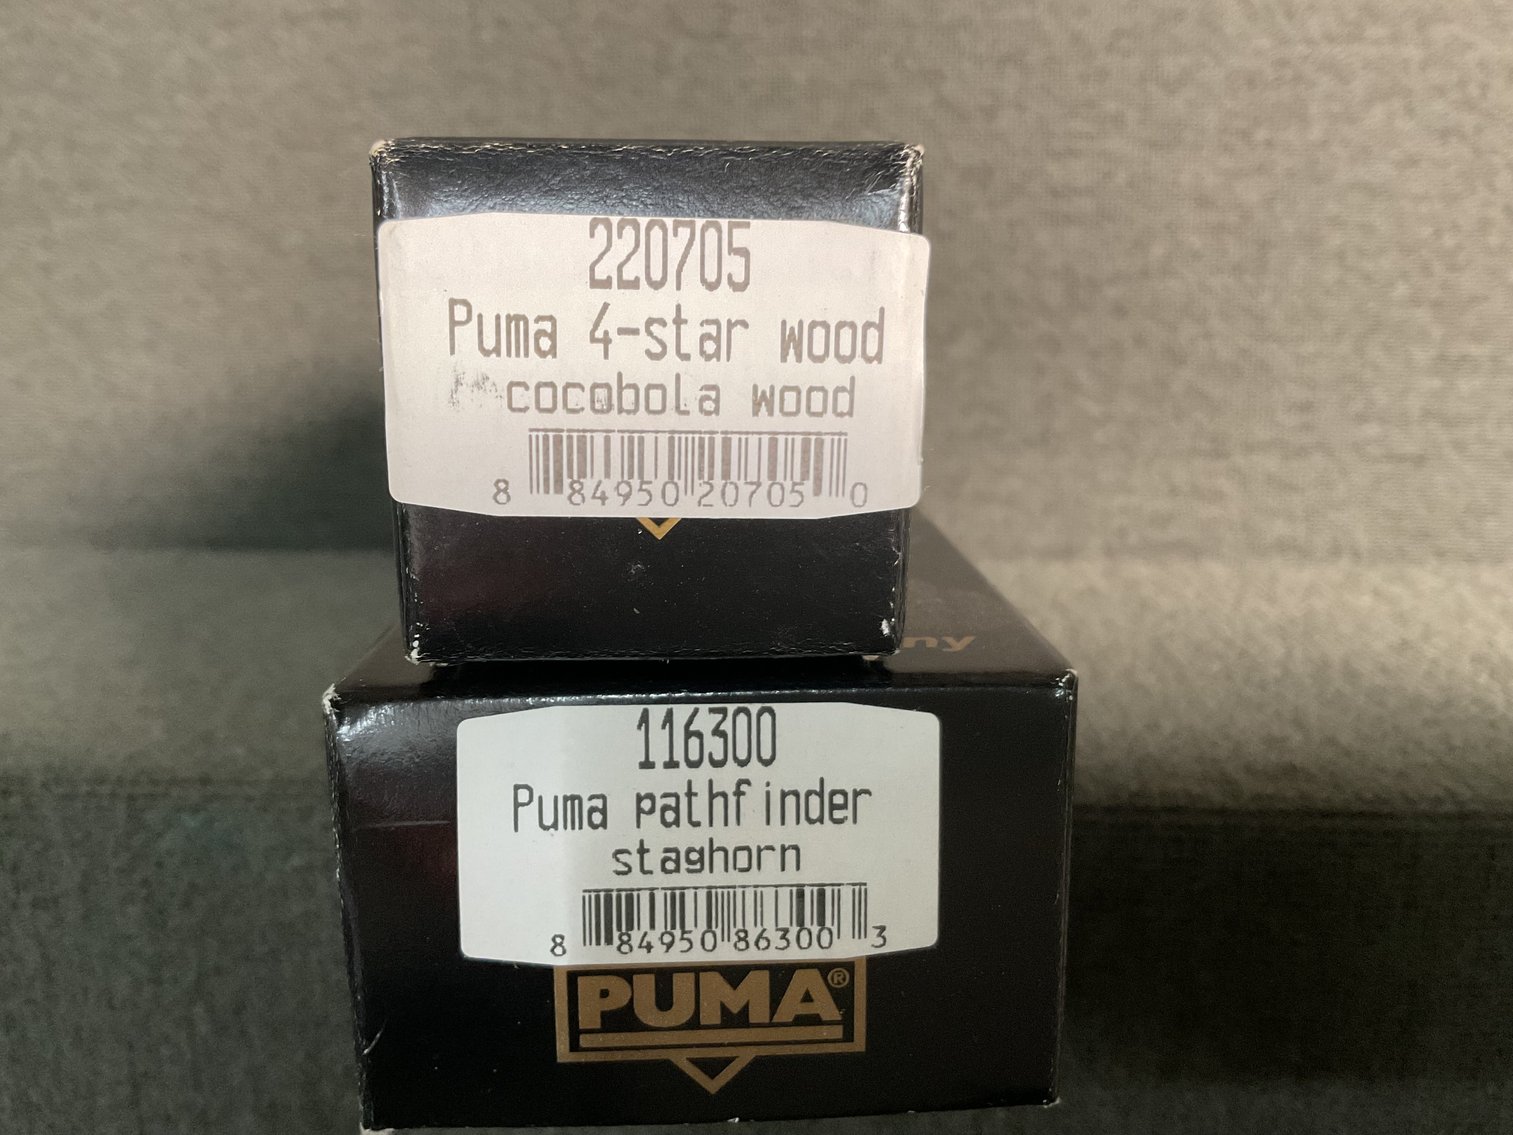 220705
Puma 4-star wood
cocobola wood
8 84950 20705 0
ny
116300
Puma pathfinder
staghorn
8 84950 86300 3
PUMA®